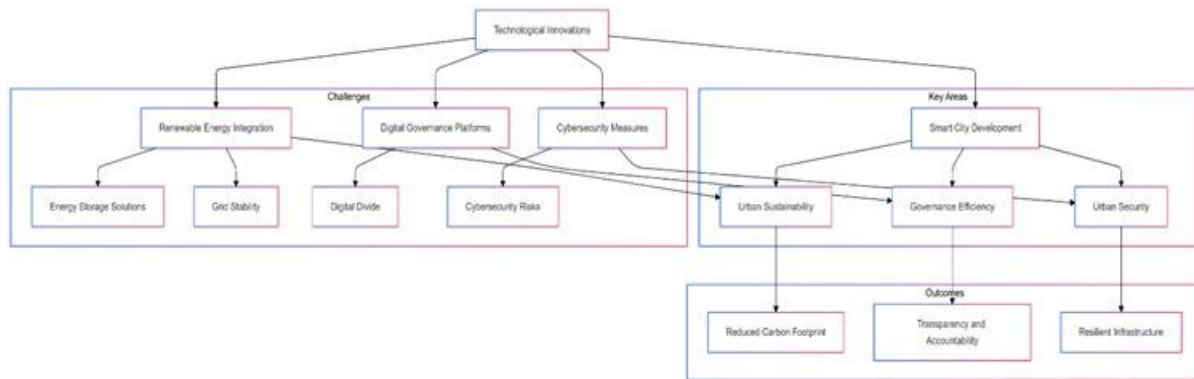 Technological Innovations
Challenges
Key Areas
Renewable Energy Integration
Digital Governance Platforms
Cybersecurity Measures
Smart City Development
Energy Storage Solutions
Grid Stability
Digital Divide
Cybersecurity Risks
Urban Sustainability
Governance Efficiency
Urban Security
Outcomes
Reduced Carbon Footprint
Transparency and
Accountability
Resilient Infrastructure